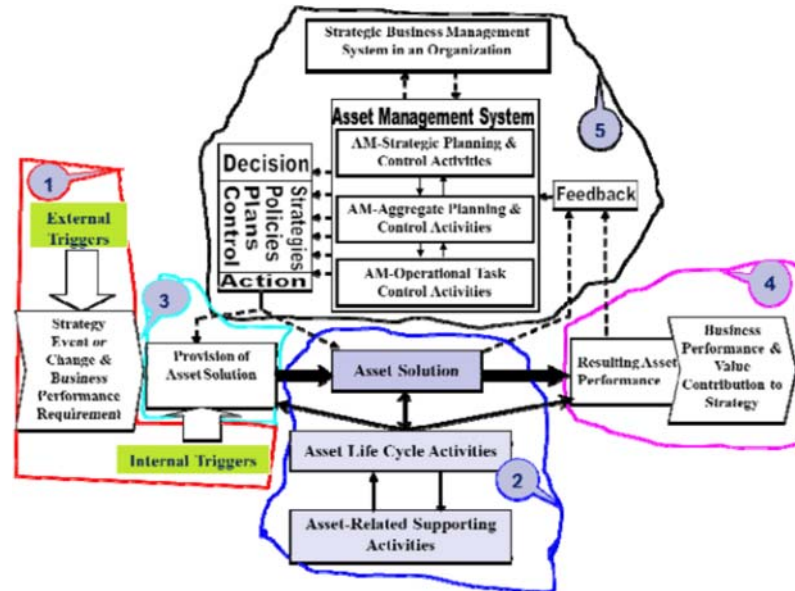 Strategic Business Management
System in an Organization
5
Asset Management System
AM-Strategic Planning &
Control Activities
AM-Aggregate Planning &
Control Activities
AM-Operational Task
Control Activities
Decision
Strategies
Policies
Plans
Control
Action
Feedback
1
External
Triggers
Strategy
Event or
Change &
Business
Performance
Requirement
3
Provision of
Asset Solution
Internal Triggers
Asset Solution
Asset Life Cycle Activities
2
Asset-Related Supporting
Activities
4
Resulting Asset
Performance
Business
Performance &
Value
Contribution to
Strategy